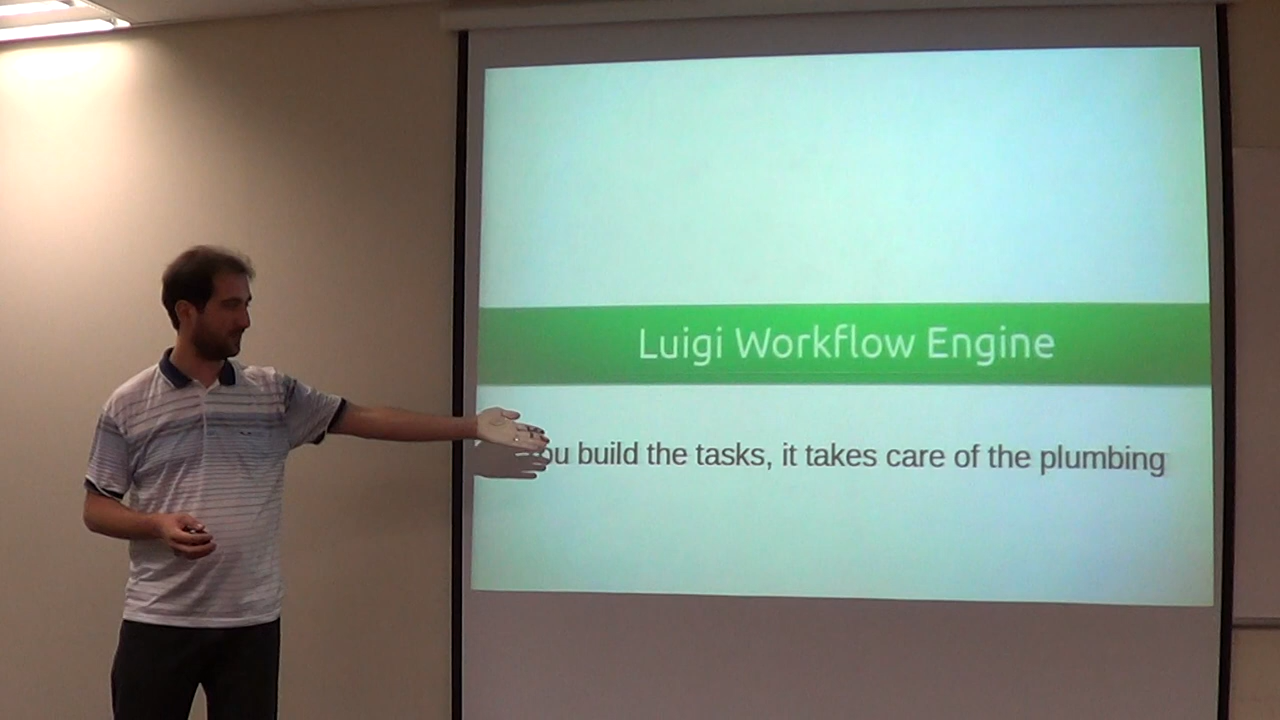 Luigi Workflow Engine
build the tasks, it takes care of the plumbing